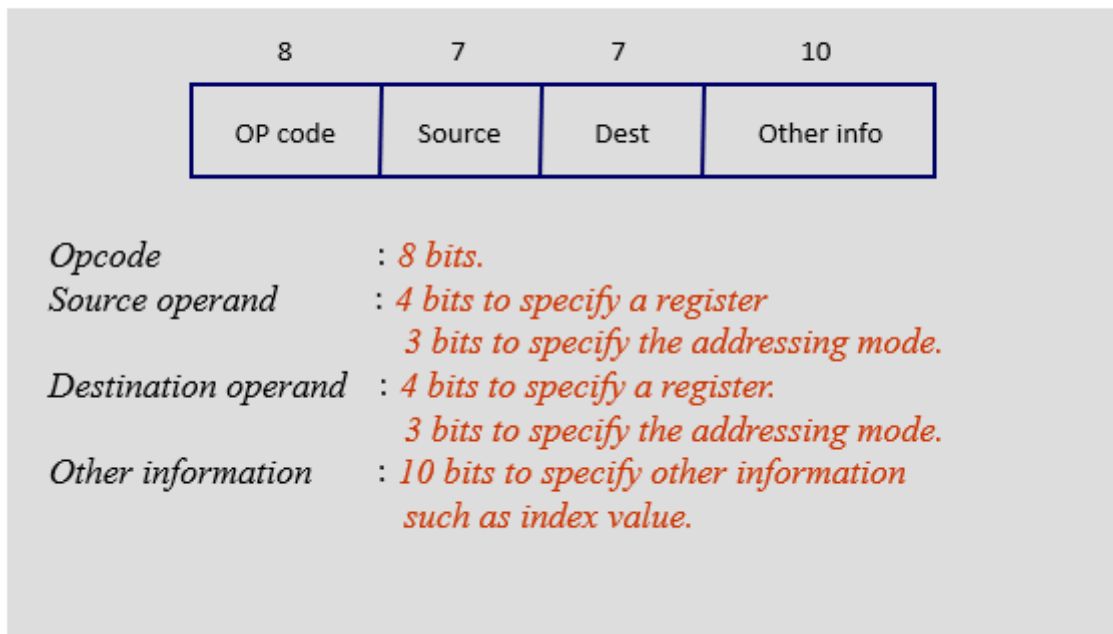 8 7 7 10
OP code Source Dest Other info
Opcode : 8 bits.
Source operand : 4 bits to specify a register
3 bits to specify the addressing mode.
Destination operand : 4 bits to specify a register.
3 bits to specify the addressing mode.
Other information : 10 bits to specify other information
such as index value.